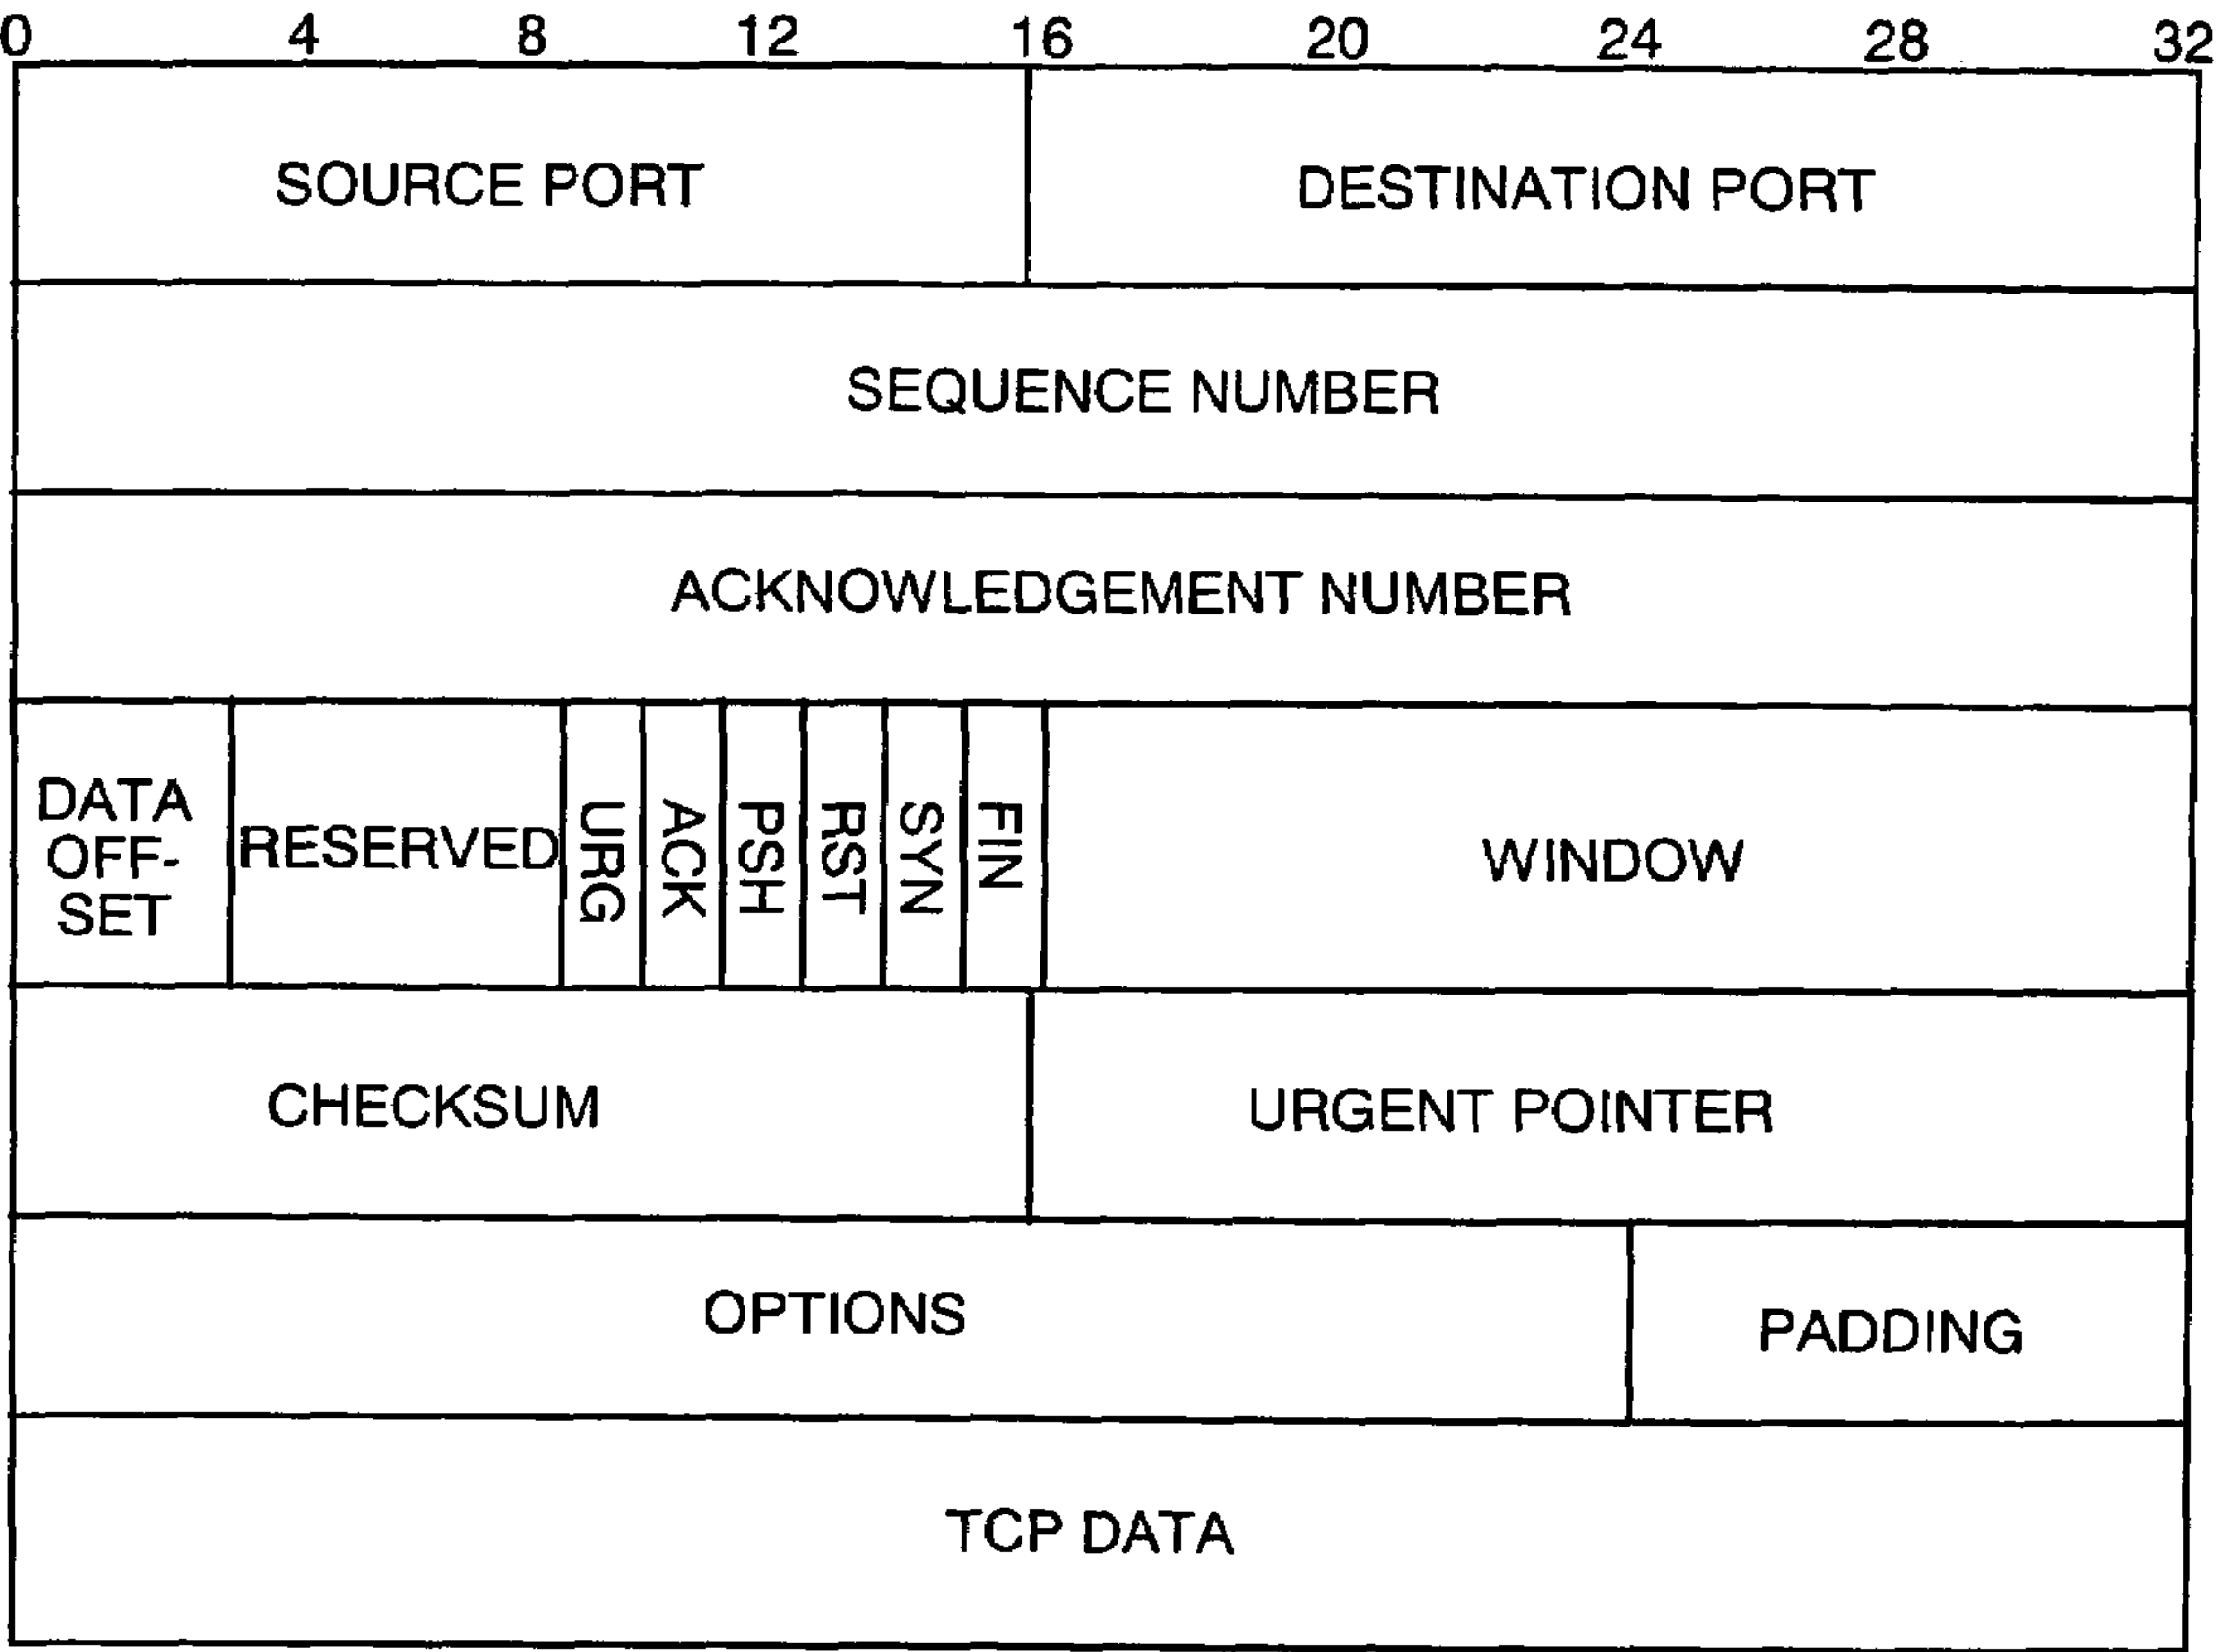 0 4 8 12 16 20 24 28 32
SOURCE PORT
DESTINATION PORT
SEQUENCE NUMBER
ACKNOWLEDGEMENT NUMBER
DATA
OFF-
SET
RESERVED
URG
ACK
PSH
RST
SYN
FIN
WINDOW
CHECKSUM
URGENT POINTER
OPTIONS
PADDING
TCP DATA